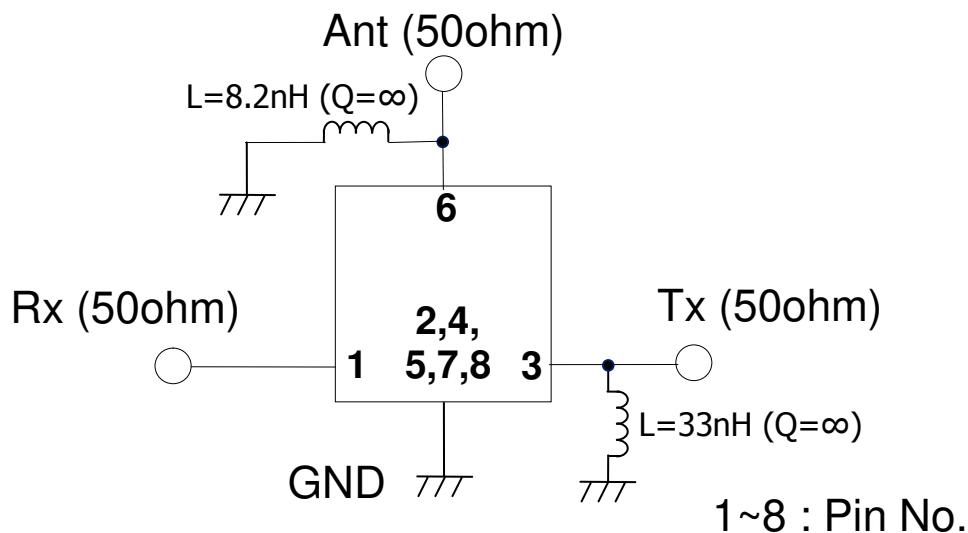 Ant (50ohm)
L=8.2nH (Q=∞)
6
Rx (50ohm)
Tx (50ohm)
2,4,
1 5,7,8 3
L=33nH (Q=∞)
GND
1~8 : Pin No.